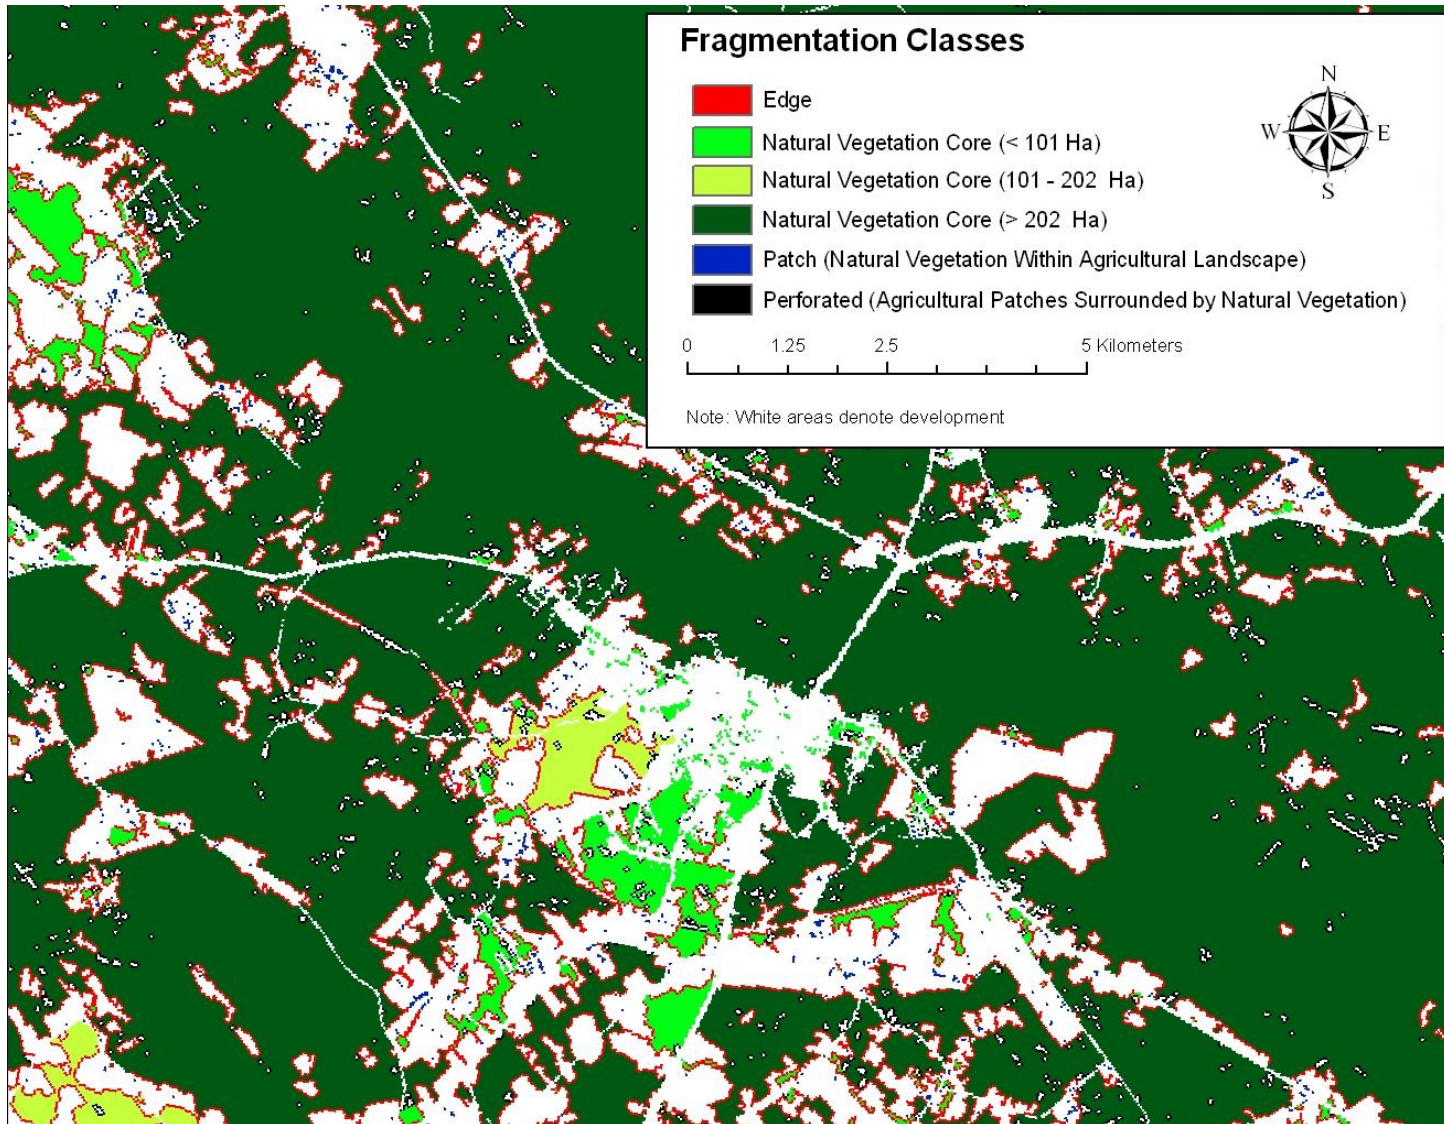 Fragmentation Classes
N
W E
S
Edge
Natural Vegetation Core (< 101 Ha)
Natural Vegetation Core (101 - 202 Ha)
Natural Vegetation Core (> 202 Ha)
Patch (Natural Vegetation Within Agricultural Landscape)
Perforated (Agricultural Patches Surrounded by Natural Vegetation)
0 1.25 2.5 5 Kilometers
Note: White areas denote development